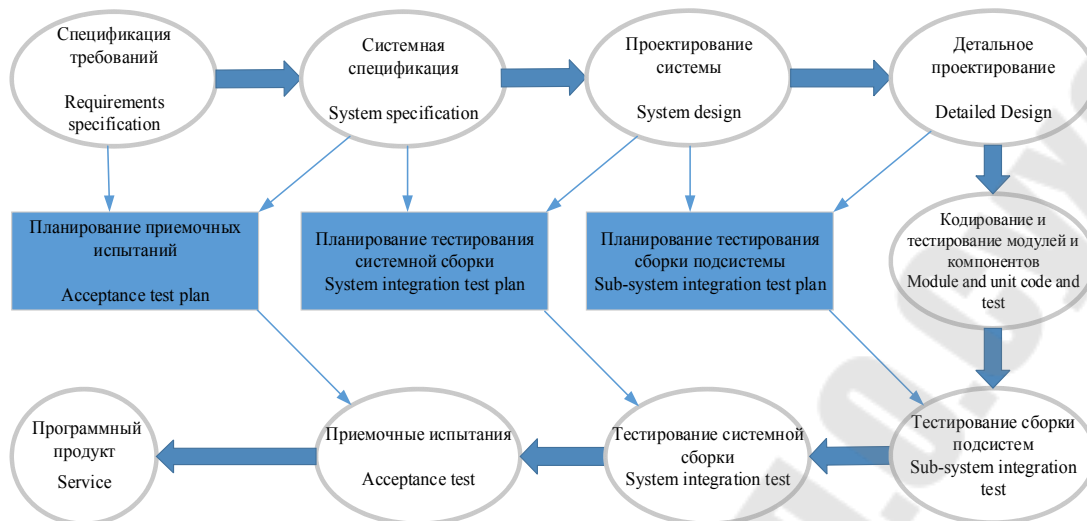 Спецификация
требований
Requirements
specification
Системная
спецификация
System specification
Проектирование
системы
System design
Детальное
проектирование
Detailed Design
Планирование приемочных
испытаний
Acceptance test plan
Планирование тестирования
системной сборки
System integration test plan
Планирование тестирования
сборки подсистемы
Sub-system integration test plan
Кодирование и
тестирование модулей и
компонентов
Module and unit code and
test
Программный
продукт
Service
Приемочные испытания
Acceptance test
Тестирование системной
сборки
System integration test
Тестирование сборки
подсистем
Sub-system integration
test